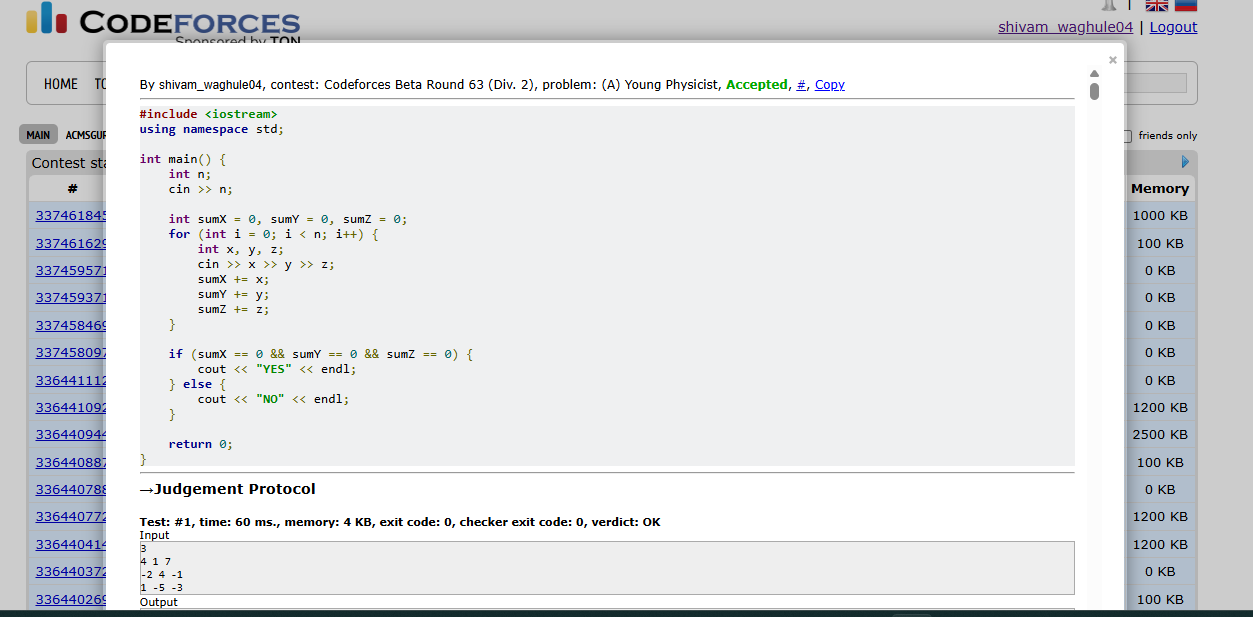 CODEFORCES
Sponsored by TON
shivam_waghule04 | Logout
HOME
MAIN ACMSGUR
friends only
Contest sta
# Memory
337461845 1000 KB
337461629 100 KB
337459571 0 KB
337459371 0 KB
337458469 0 KB
337458097 0 KB
336441112 0 KB
336441092 1200 KB
336440944 2500 KB
336440887 100 KB
336440788 0 KB
336440772 1200 KB
336440414 1200 KB
336440372 0 KB
336440269 100 KB
×
By shivam_waghule04, contest: Codeforces Beta Round 63 (Div. 2), problem: (A) Young Physicist, Accepted, #, Copy
#include <iostream>
using namespace std;
int main() {
    int n;
    cin >> n;
    int sumX = 0, sumY = 0, sumZ = 0;
    for (int i = 0; i < n; i++) {
        int x, y, z;
        cin >> x >> y >> z;
        sumX += x;
        sumY += y;
        sumZ += z;
    }
    if (sumX == 0 && sumY == 0 && sumZ == 0) {
        cout << "YES" << endl;
    } else {
        cout << "NO" << endl;
    }
    return 0;
}
→Judgement Protocol
Test: #1, time: 60 ms., memory: 4 KB, exit code: 0, checker exit code: 0, verdict: OK
Input
3
4 1 7
-2 4 -1
1 -5 -3
Output